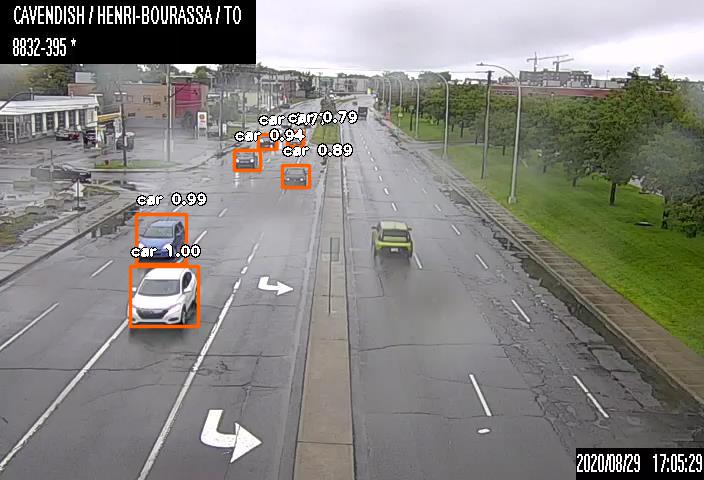 CAVENDISH / HENRI-BOURASSA / TO
8832-395 *
car 0.79
car 0.94
car 0.89
car 0.99
car 1.00
2020/08/29 17:05:29